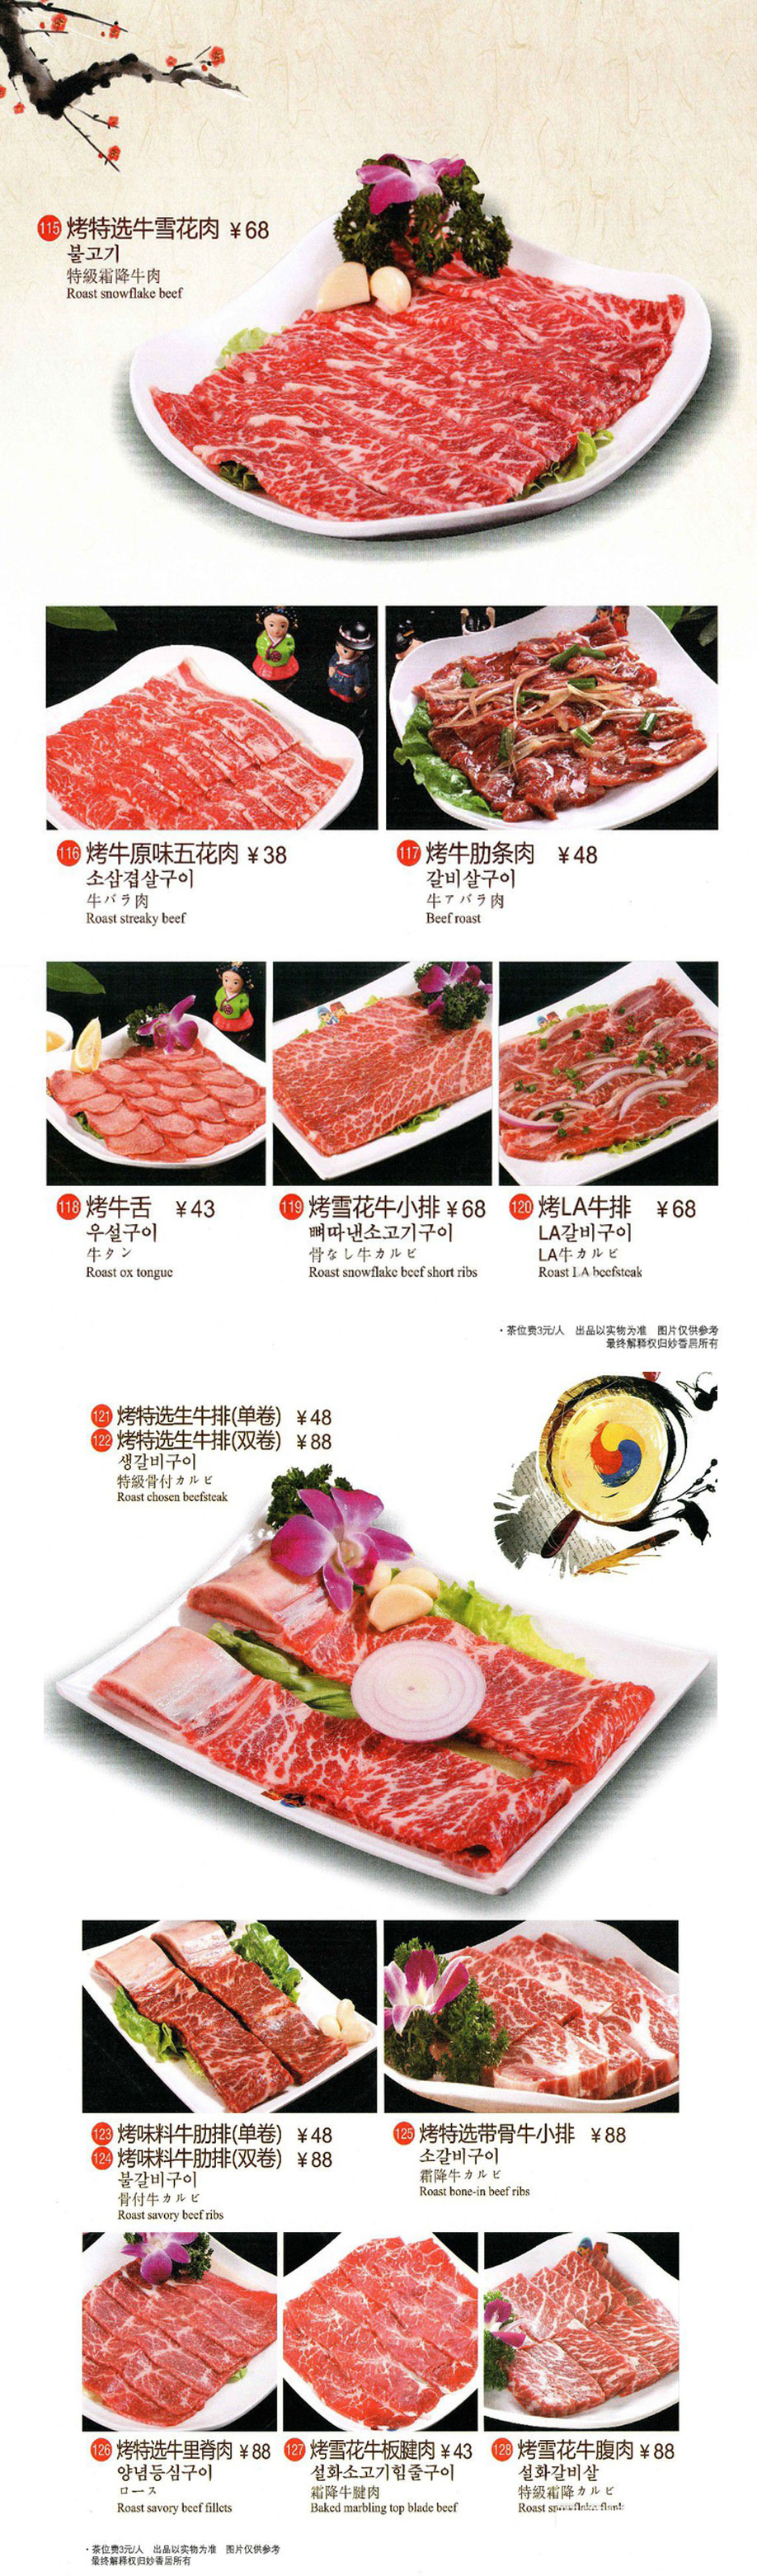 115 烤特选牛雪花肉 ¥68
불고기
特級霜降牛肉
Roast snowflake beef
116 烤牛原味五花肉 ¥38
소삼겹살구이
牛バラ肉
Roast streaky beef
117 烤牛肋条肉 ¥48
갈비살구이
牛アバラ肉
Beef roast
118 烤牛舌 ¥43
우설구이
牛タン
Roast ox tongue
119 烤雪花牛小排 ¥68
뼈따낸소고기구이
骨なし牛カルビ
Roast snowflake beef short ribs
120 烤LA牛排 ¥68
LA갈비구이
LA牛カルビ
Roast LA beefsteak
·茶位费3元/人 出品以实物为准 图片仅供参考
最终解释权归妙香居所有
121 烤特选生牛排(单卷) ¥48
122 烤特选生牛排(双卷) ¥88
생갈비구이
特級骨付カルビ
Roast chosen beefsteak
123 烤味料牛肋排(单卷) ¥48
124 烤味料牛肋排(双卷) ¥88
불갈비구이
骨付牛カルビ
Roast savory beef ribs
125 烤特选带骨牛小排 ¥88
소갈비구이
霜降牛カルビ
Roast bone-in beef ribs
126 烤特选牛里脊肉 ¥88
양념등심구이
ロース
Roast savory beef fillets
127 烤雪花牛板腱肉 ¥43
설화소고기힘줄구이
霜降牛腱肉
Baked marbling top blade beef
128 烤雪花牛腹肉 ¥88
설화갈비살
特級霜降カルビ
Roast snowflake flank
·茶位费3元/人 出品以实物为准 图片仅供参考
最终解释权归妙香居所有